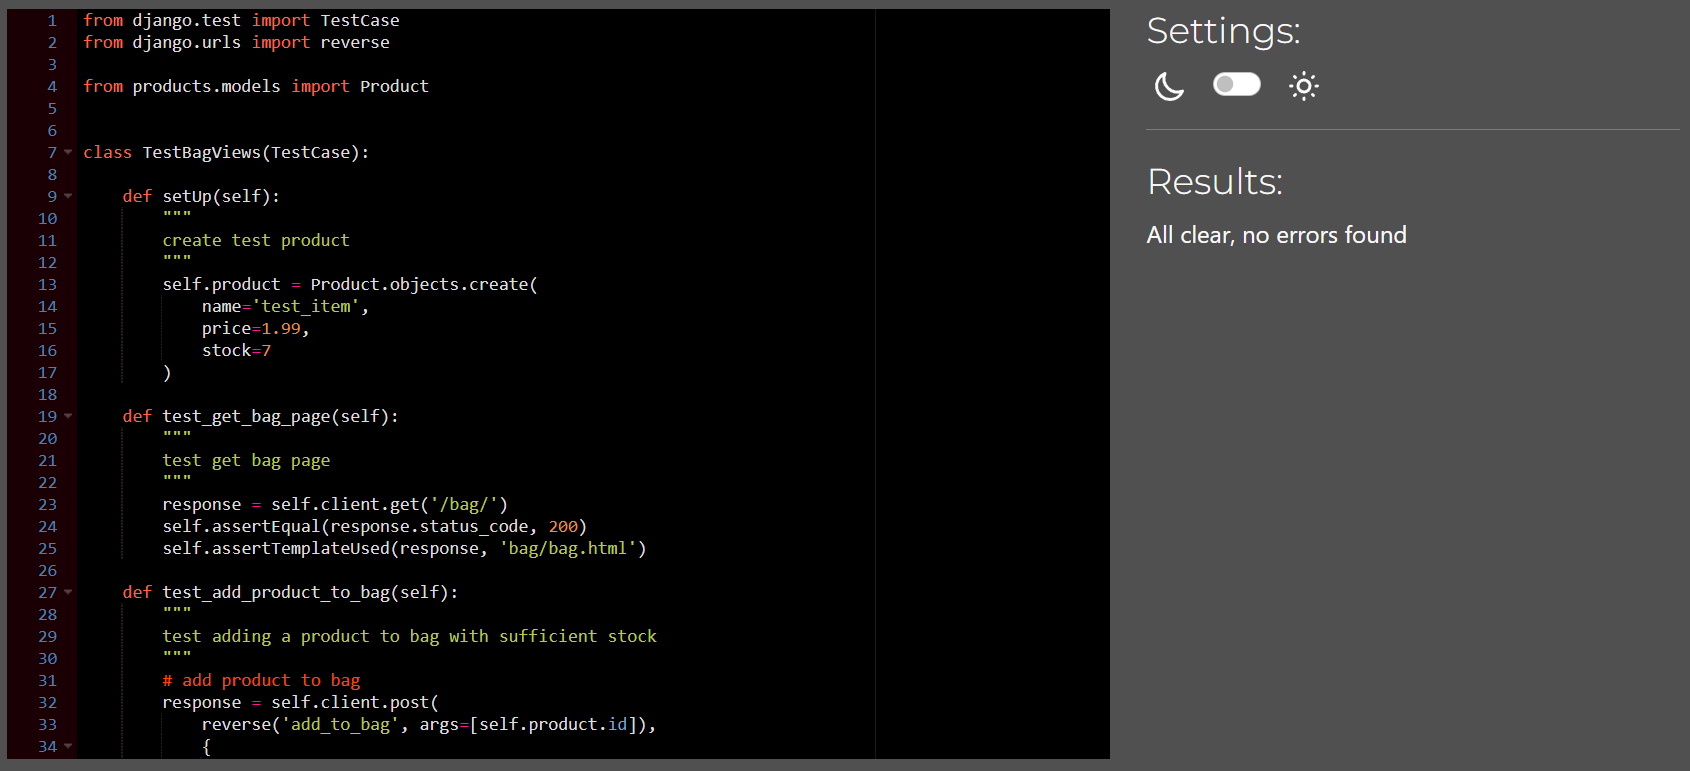 1 from django.test import TestCase
2 from django.urls import reverse
3
4 from products.models import Product
5
6
7 class TestBagViews(TestCase):
8
9     def setUp(self):
10         """
11         create test product
12         """
13         self.product = Product.objects.create(
14             name='test_item',
15             price=1.99,
16             stock=7
17         )
18
19     def test_get_bag_page(self):
20         """
21         test get bag page
22         """
23         response = self.client.get('/bag/')
24         self.assertEqual(response.status_code, 200)
25         self.assertTemplateUsed(response, 'bag/bag.html')
26
27     def test_add_product_to_bag(self):
28         """
29         test adding a product to bag with sufficient stock
30         """
31         # add product to bag
32         response = self.client.post(
33             reverse('add_to_bag', args=[self.product.id]),
34             {
Settings:
Results:
All clear, no errors found